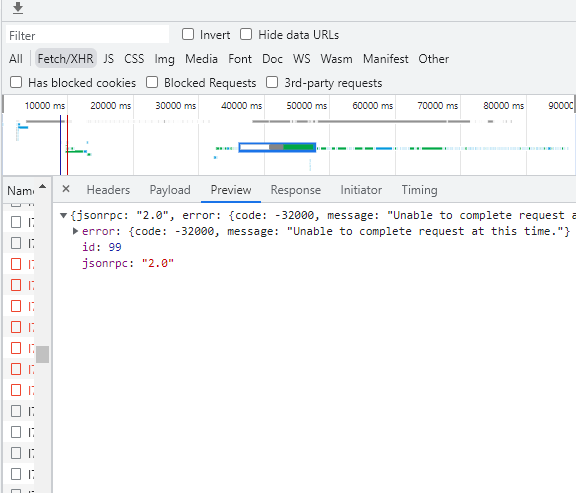 Filter
Invert
Hide data URLs
All
Fetch/XHR
JS
CSS
Img
Media
Font
Doc
WS
Wasm
Manifest
Other
Has blocked cookies
Blocked Requests
3rd-party requests
10000 ms
20000 ms
30000 ms
40000 ms
50000 ms
60000 ms
70000 ms
80000 ms
90000
Name
×
Headers
Payload
Preview
Response
Initiator
Timing
▼{jsonrpc: "2.0", error: {code: -32000, message: "Unable to complete request a
▶error: {code: -32000, message: "Unable to complete request at this time."}
id: 99
jsonrpc: "2.0"